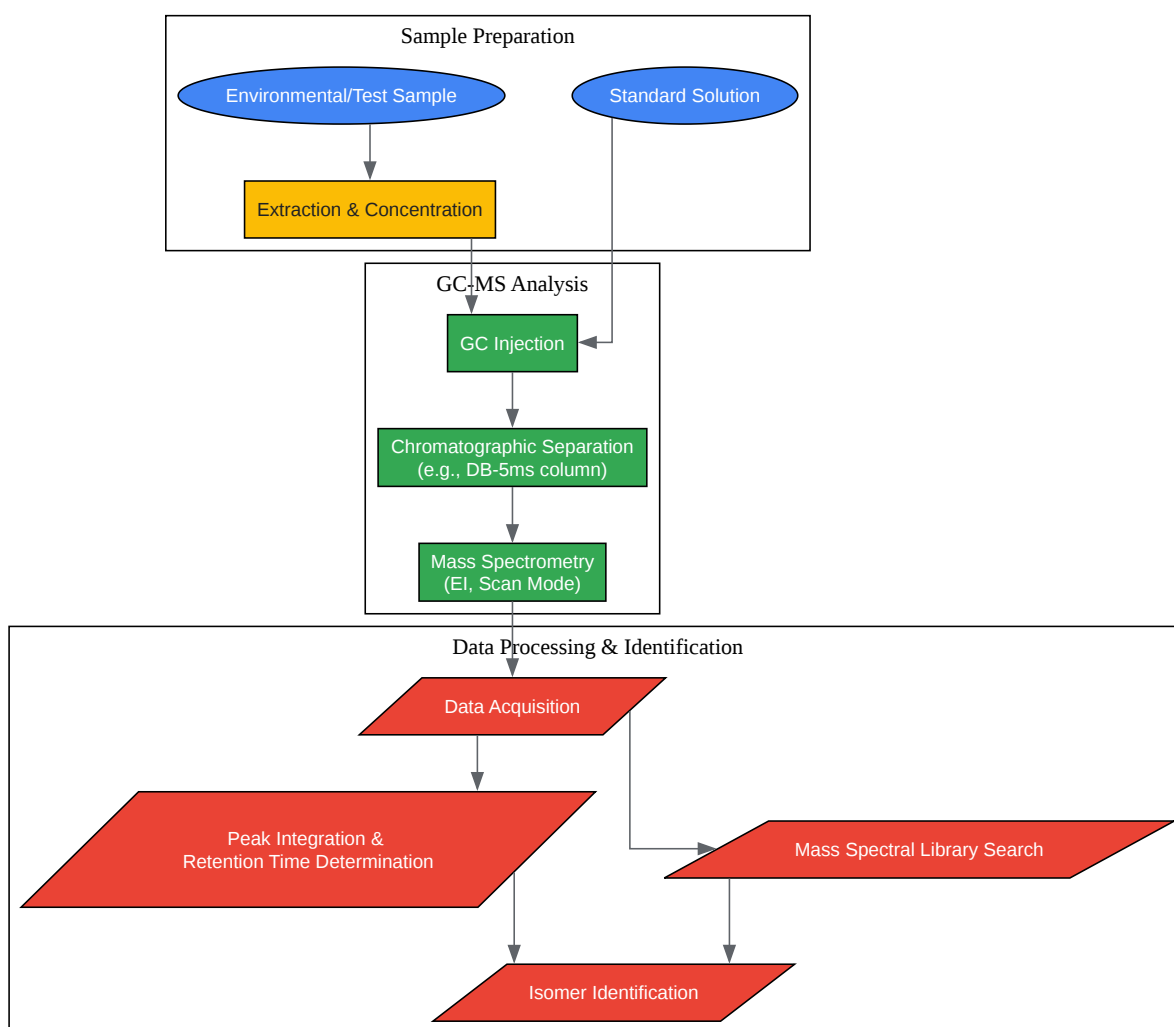 Sample Preparation
Environmental/Test Sample
Standard Solution
Extraction & Concentration
GC-MS Analysis
GC Injection
Chromatographic Separation
(e.g., DB-5ms column)
Mass Spectrometry
(EI, Scan Mode)
Data Processing & Identification
Data Acquisition
Peak Integration &
Retention Time Determination
Mass Spectral Library Search
Isomer Identification